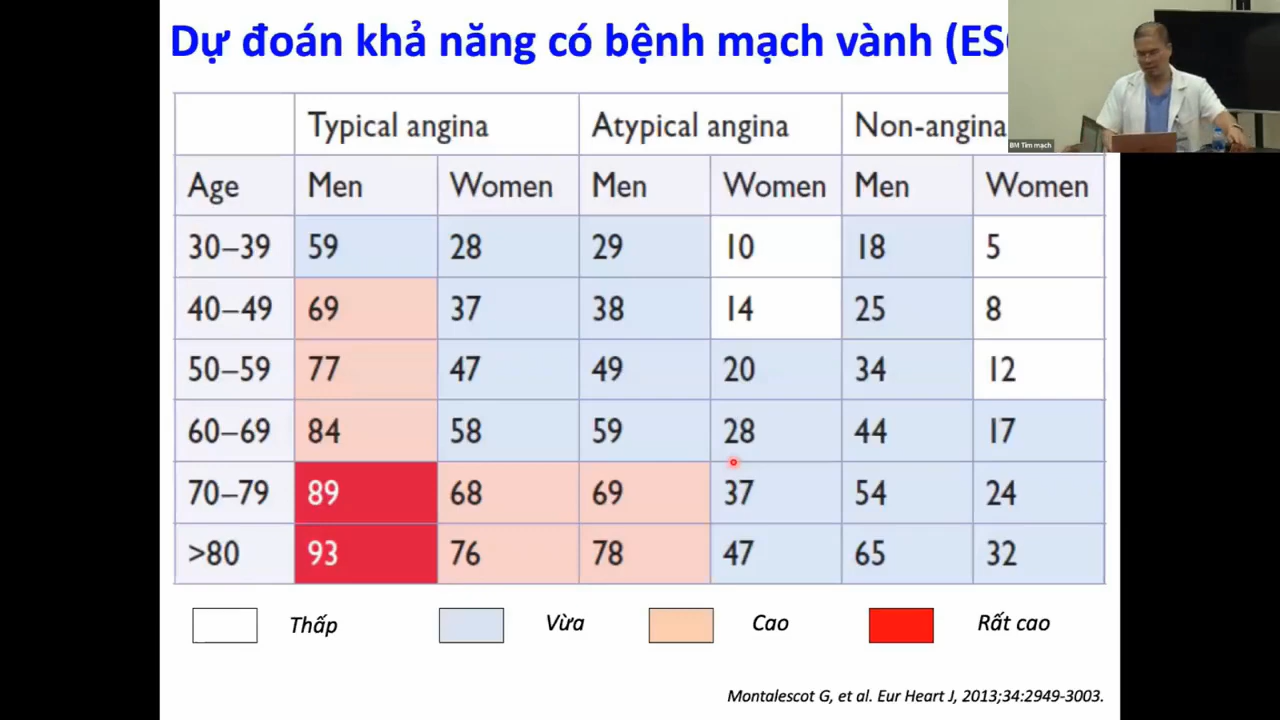 Dự đoán khả năng có bệnh mạch vành (ES
BM Tim mạch
Typical angina Atypical angina Non-angina
Age Men Women Men Women Men Women
30–39 59 28 29 10 18 5
40–49 69 37 38 14 25 8
50–59 77 47 49 20 34 12
60–69 84 58 59 28 44 17
70–79 89 68 69 37 54 24
>80 93 76 78 47 65 32
Thấp Vừa Cao Rất cao
Montalescot G, et al. Eur Heart J, 2013;34:2949-3003.